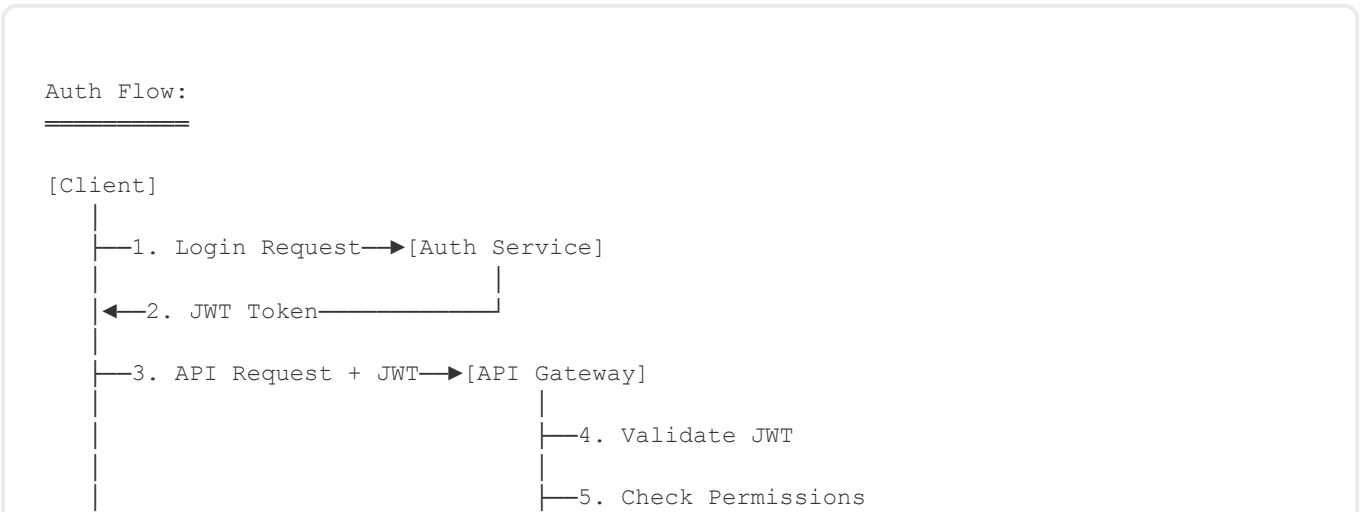 Auth Flow:
══════════
[Client]
│
├──1. Login Request──►[Auth Service]
│                            │
│◄──2. JWT Token─────────────┘
│
├──3. API Request + JWT──►[API Gateway]
│                               │
│                               ├──4. Validate JWT
│                               │
│                               ├──5. Check Permissions